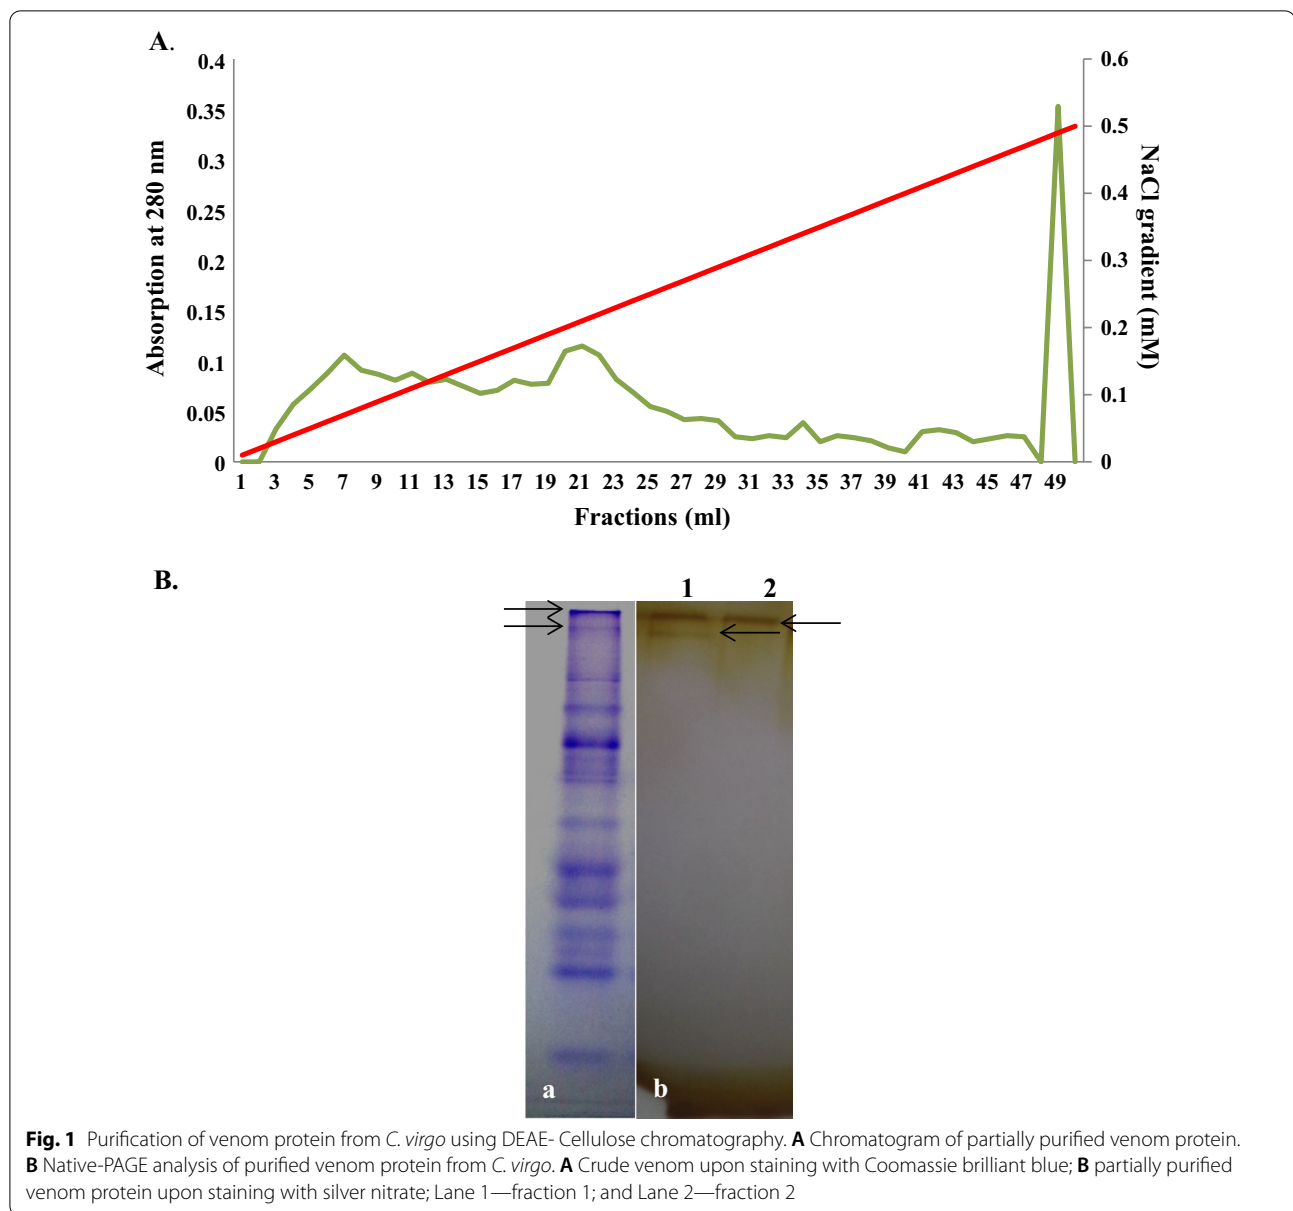 A.
0.4
0.35
0.3
0.25
0.2
0.15
0.1
0.05
0
Absorption at 280 nm
0.6
0.5
0.4
0.3
0.2
0.1
0
NaCl gradient (mM)
1 3 5 7 9 11 13 15 17 19 21 23 25 27 29 31 33 35 37 39 41 43 45 47 49
Fractions (ml)
B.
1 2
a b
Fig. 1 Purification of venom protein from C. virgo using DEAE- Cellulose chromatography. A Chromatogram of partially purified venom protein.
B Native-PAGE analysis of purified venom protein from C. virgo. A Crude venom upon staining with Coomassie brilliant blue; B partially purified
venom protein upon staining with silver nitrate; Lane 1—fraction 1; and Lane 2—fraction 2